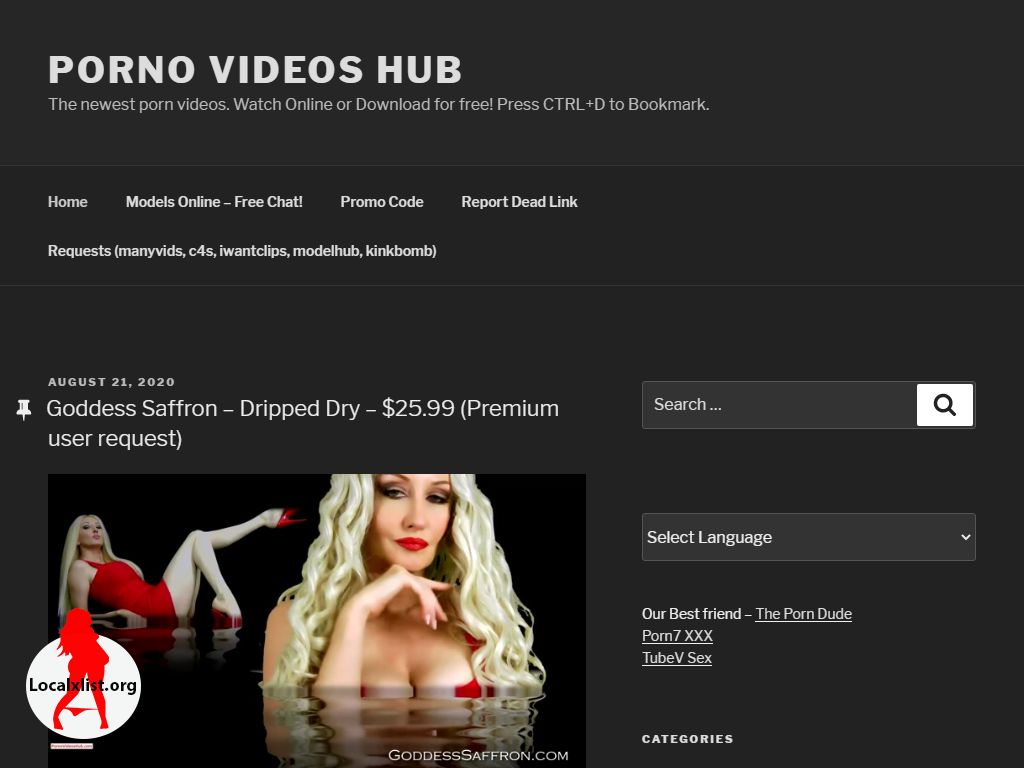 PORNO VIDEOS HUB
The newest porn videos. Watch Online or Download for free! Press CTRL+D to Bookmark.
Home
Models Online – Free Chat!
Promo Code
Report Dead Link
Requests (manyvids, c4s, iwantclips, modelhub, kinkbomb)
AUGUST 21, 2020
Goddess Saffron – Dripped Dry – $25.99 (Premium
user request)
Localxlist.org
PornoVideosHub.com
GODDESSSAFFRON.COM
Search ...
Select Language
Our Best friend – The Porn Dude
Porn7 XXX
TubeV Sex
CATEGORIES